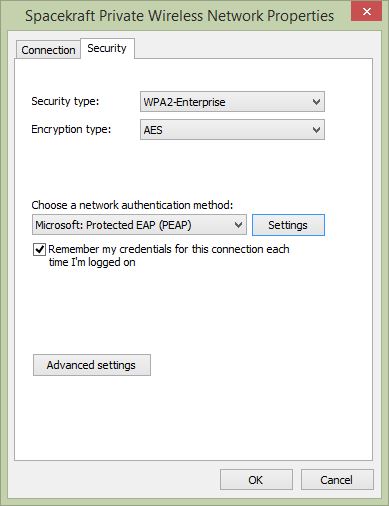 Spacekraft Private Wireless Network Properties
Connection
Security
Security type:
WPA2-Enterprise
Encryption type:
AES
Choose a network authentication method:
Microsoft: Protected EAP (PEAP)
Settings
Remember my credentials for this connection each
time I'm logged on
Advanced settings
OK
Cancel